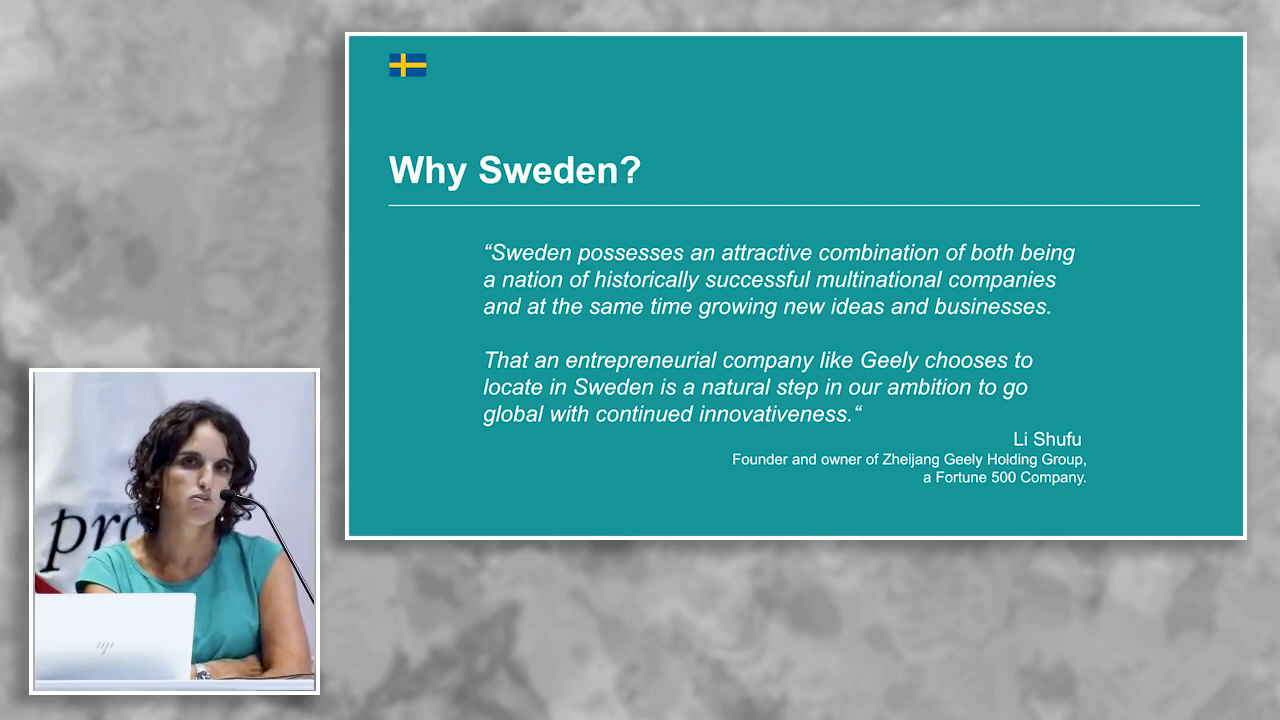 Why Sweden?
“Sweden possesses an attractive combination of both being
a nation of historically successful multinational companies
and at the same time growing new ideas and businesses.
That an entrepreneurial company like Geely chooses to
locate in Sweden is a natural step in our ambition to go
global with continued innovativeness.“
Li Shufu
Founder and owner of Zheijang Geely Holding Group,
a Fortune 500 Company.
pro
hp